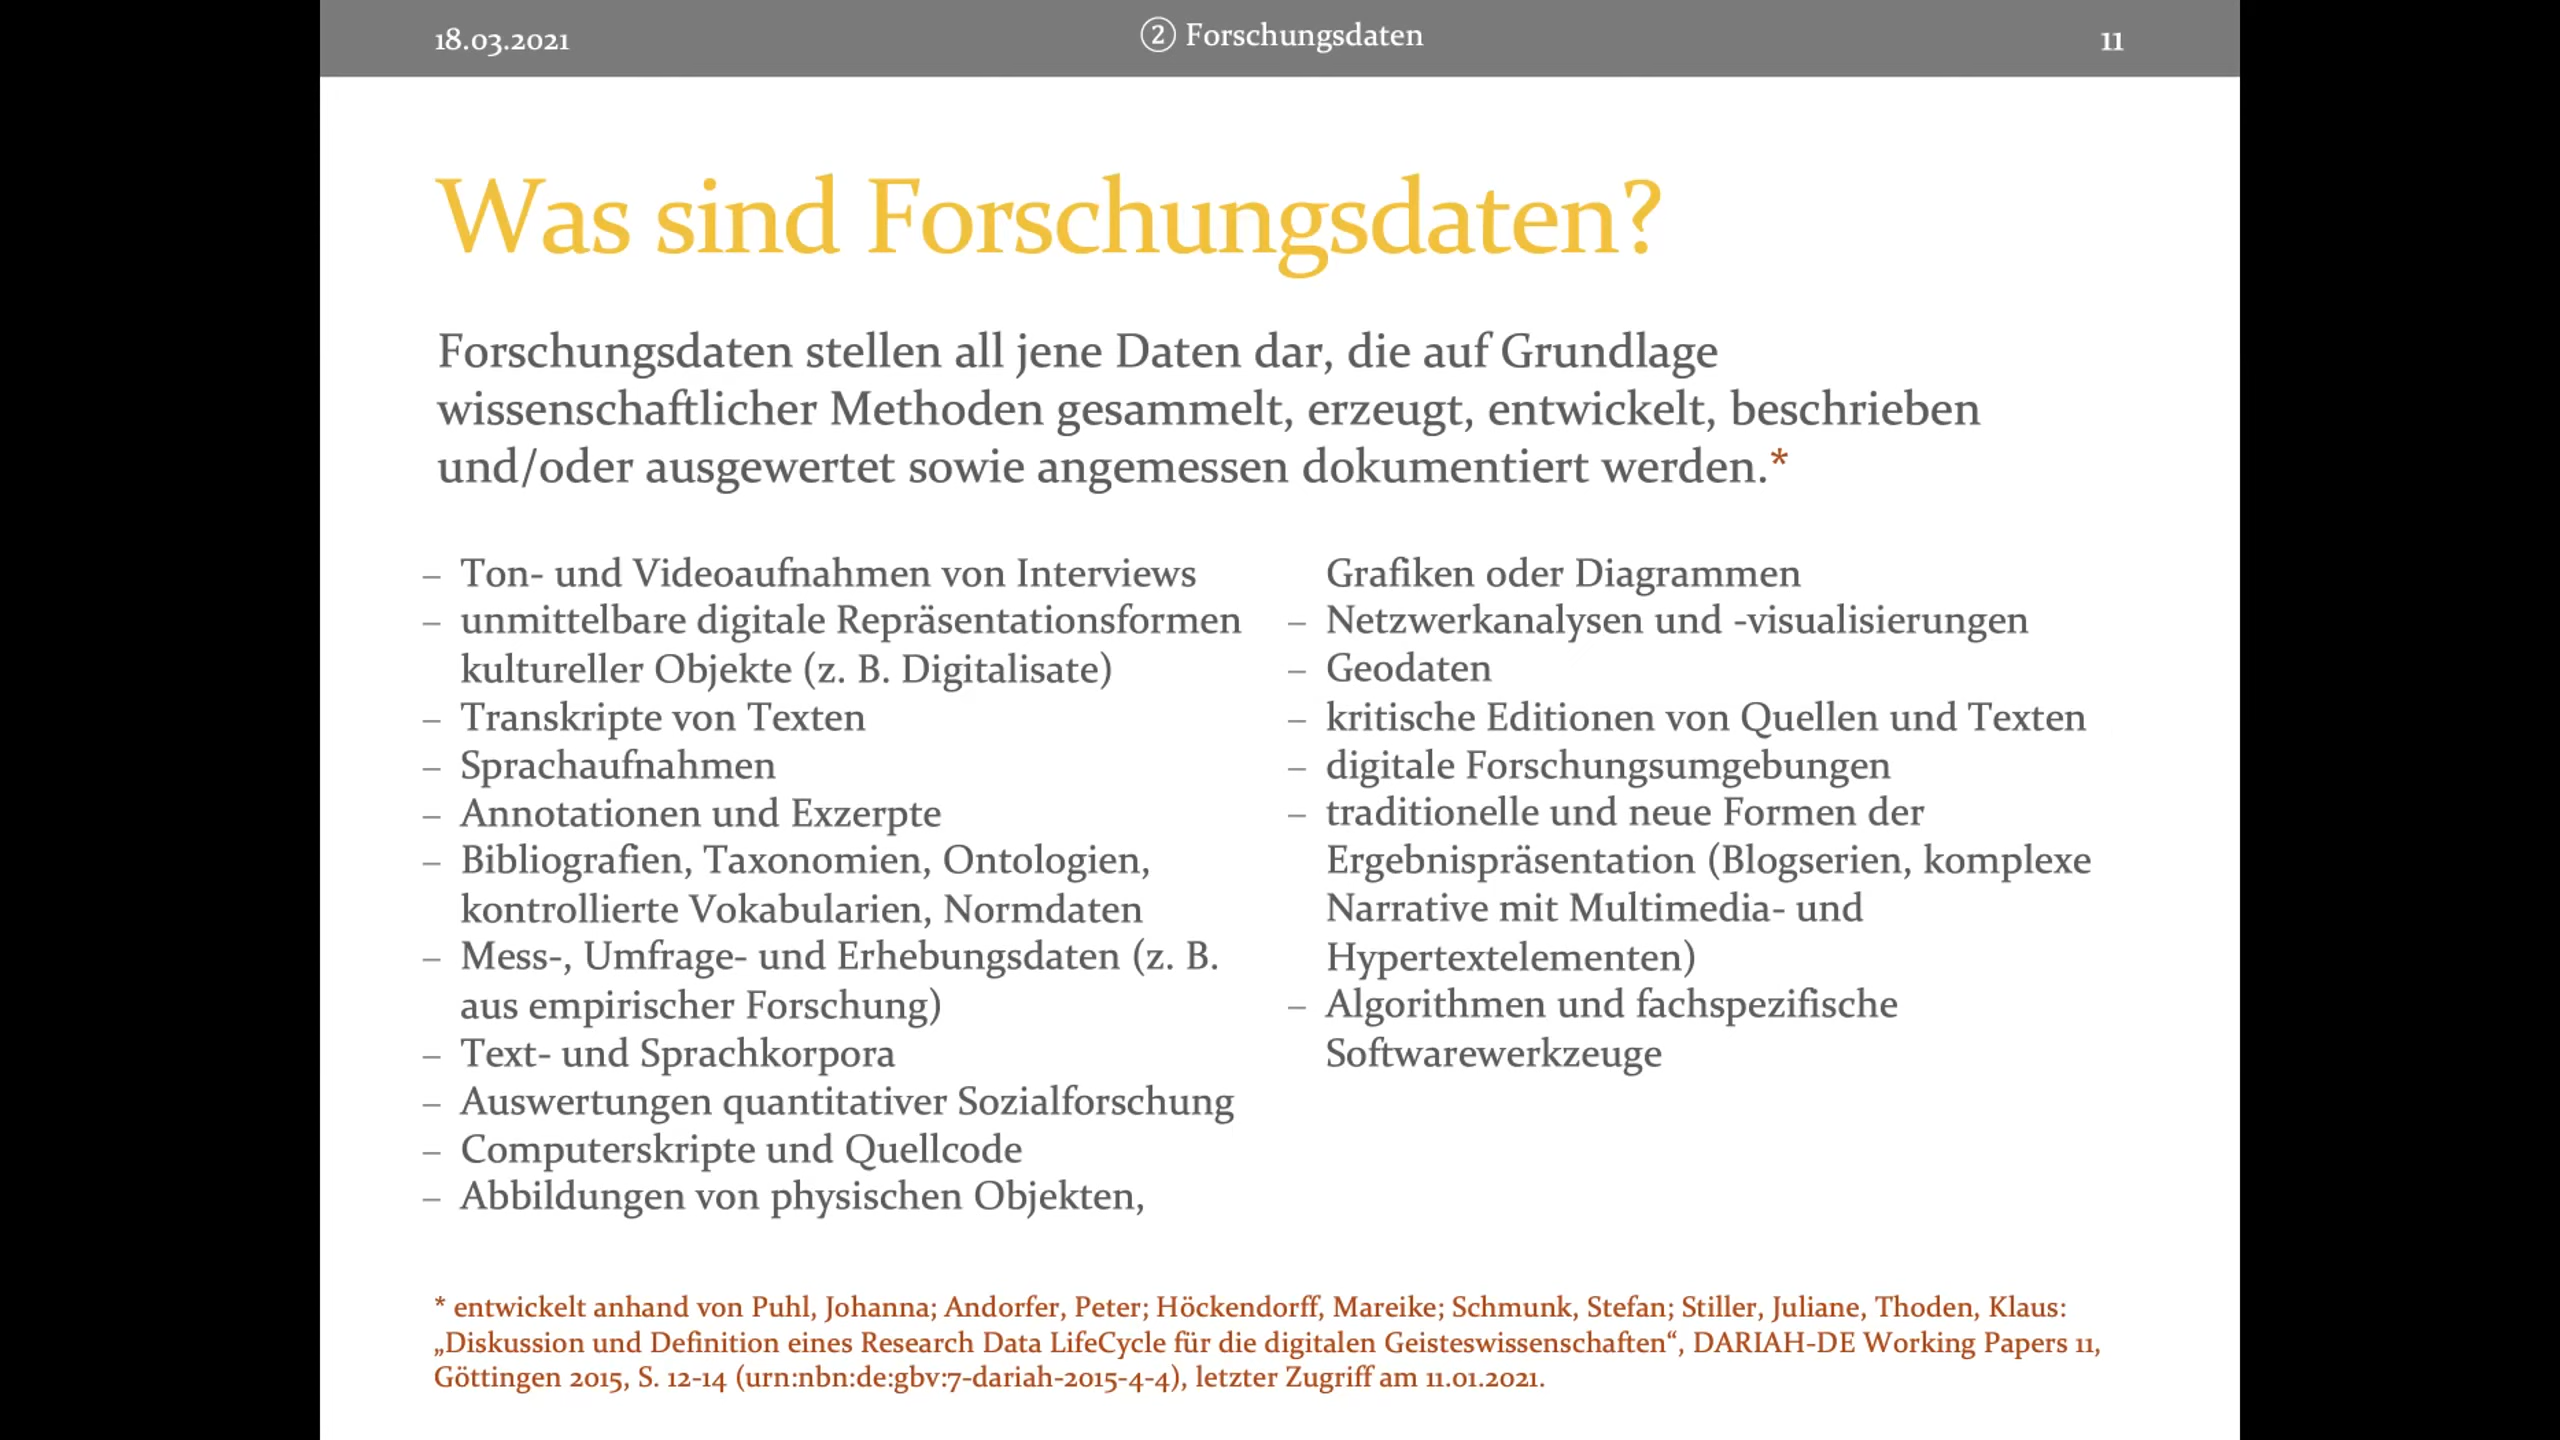 18.03.2021
② Forschungsdaten
11
Was sind Forschungsdaten?
Forschungsdaten stellen all jene Daten dar, die auf Grundlage
wissenschaftlicher Methoden gesammelt, erzeugt, entwickelt, beschrieben
und/oder ausgewertet sowie angemessen dokumentiert werden.*
– Ton- und Videoaufnahmen von Interviews
– unmittelbare digitale Repräsentationsformen
kultureller Objekte (z. B. Digitalisate)
– Transkripte von Texten
– Sprachaufnahmen
– Annotationen und Exzerpte
– Bibliografien, Taxonomien, Ontologien,
kontrollierte Vokabularien, Normdaten
– Mess-, Umfrage- und Erhebungsdaten (z. B.
aus empirischer Forschung)
– Text- und Sprachkorpora
– Auswertungen quantitativer Sozialforschung
– Computerskripte und Quellcode
– Abbildungen von physischen Objekten,
Grafiken oder Diagrammen
– Netzwerkanalysen und -visualisierungen
– Geodaten
– kritische Editionen von Quellen und Texten
– digitale Forschungsumgebungen
– traditionelle und neue Formen der
Ergebnispräsentation (Blogserien, komplexe
Narrative mit Multimedia- und
Hypertextelementen)
– Algorithmen und fachspezifische
Softwarewerkzeuge
* entwickelt anhand von Puhl, Johanna; Andorfer, Peter; Höckendorff, Mareike; Schmunk, Stefan; Stiller, Juliane, Thoden, Klaus:
„Diskussion und Definition eines Research Data LifeCycle für die digitalen Geisteswissenschaften“, DARIAH-DE Working Papers 11,
Göttingen 2015, S. 12-14 (urn:nbn:de:gbv:7-dariah-2015-4-4), letzter Zugriff am 11.01.2021.